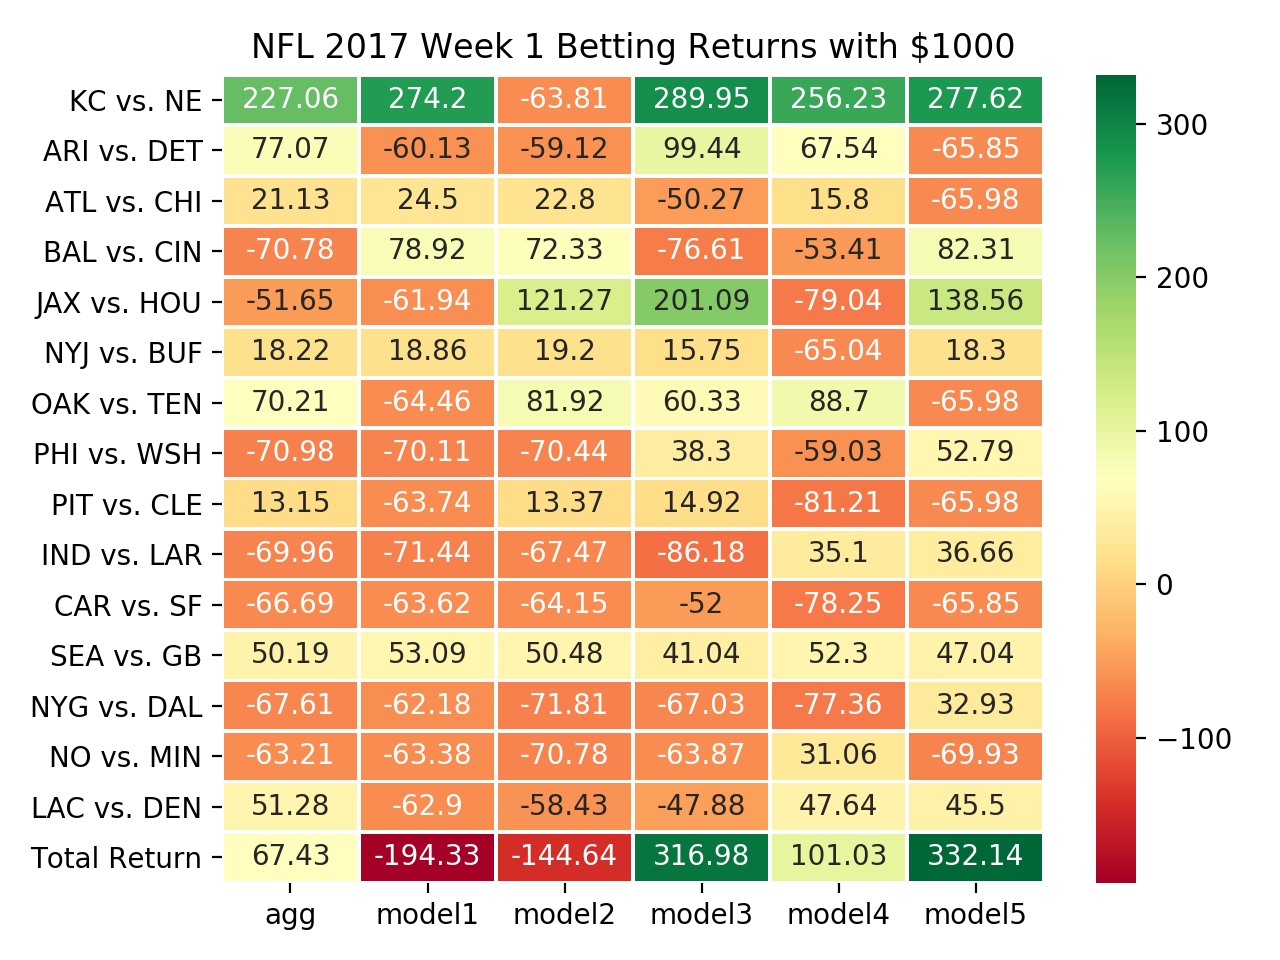 NFL 2017 Week 1 Betting Returns with $1000
KC vs. NE 227.06 274.2 -63.81 289.95 256.23 277.62
ARI vs. DET 77.07 -60.13 -59.12 99.44 67.54 -65.85
ATL vs. CHI 21.13 24.5 22.8 -50.27 15.8 -65.98
BAL vs. CIN -70.78 78.92 72.33 -76.61 -53.41 82.31
JAX vs. HOU -51.65 -61.94 121.27 201.09 -79.04 138.56
NYJ vs. BUF 18.22 18.86 19.2 15.75 -65.04 18.3
OAK vs. TEN 70.21 -64.46 81.92 60.33 88.7 -65.98
PHI vs. WSH -70.98 -70.11 -70.44 38.3 -59.03 52.79
PIT vs. CLE 13.15 -63.74 13.37 14.92 -81.21 -65.98
IND vs. LAR -69.96 -71.44 -67.47 -86.18 35.1 36.66
CAR vs. SF -66.69 -63.62 -64.15 -52 -78.25 -65.85
SEA vs. GB 50.19 53.09 50.48 41.04 52.3 47.04
NYG vs. DAL -67.61 -62.18 -71.81 -67.03 -77.36 32.93
NO vs. MIN -63.21 -63.38 -70.78 -63.87 31.06 -69.93
LAC vs. DEN 51.28 -62.9 -58.43 -47.88 47.64 45.5
Total Return 67.43 -194.33 -144.64 316.98 101.03 332.14
agg model1 model2 model3 model4 model5
300
200
100
0
−100